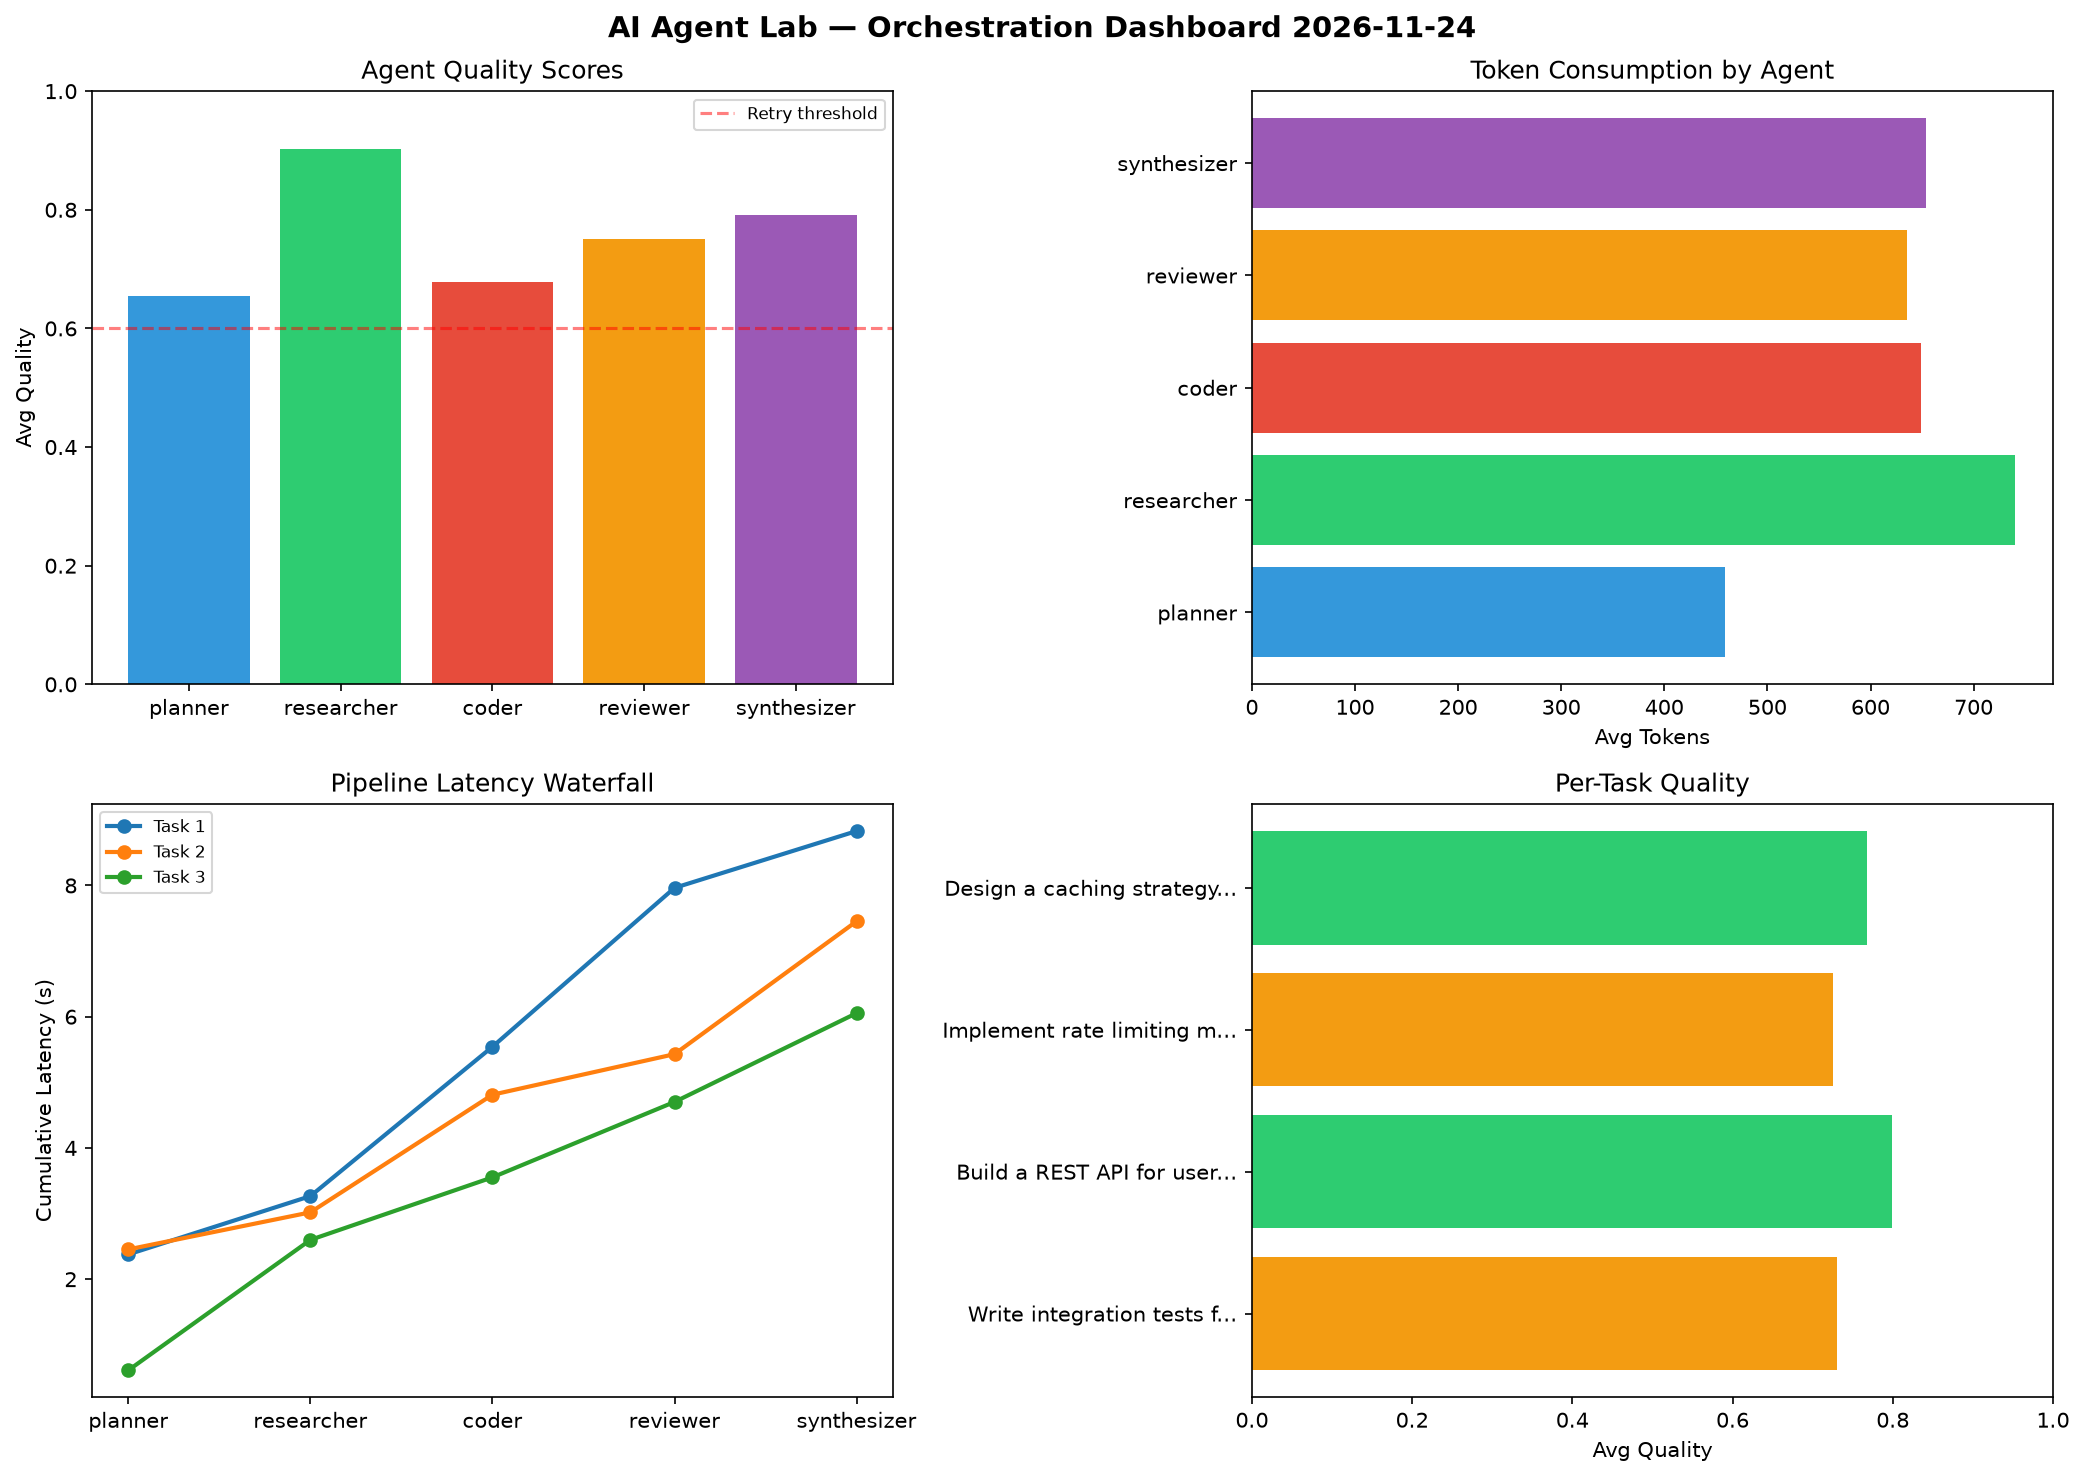 AI Agent Lab — Orchestration Dashboard 2026-11-24
Agent Quality Scores
Retry threshold
1.0
0.8
0.6
0.4
0.2
0.0
Avg Quality
planner researcher coder reviewer synthesizer
Token Consumption by Agent
synthesizer
reviewer
coder
researcher
planner
0 100 200 300 400 500 600 700
Avg Tokens
Pipeline Latency Waterfall
Task 1
Task 2
Task 3
8
6
4
2
Cumulative Latency (s)
planner researcher coder reviewer synthesizer
Per-Task Quality
Design a caching strategy...
Implement rate limiting m...
Build a REST API for user...
Write integration tests f...
0.0 0.2 0.4 0.6 0.8 1.0
Avg Quality